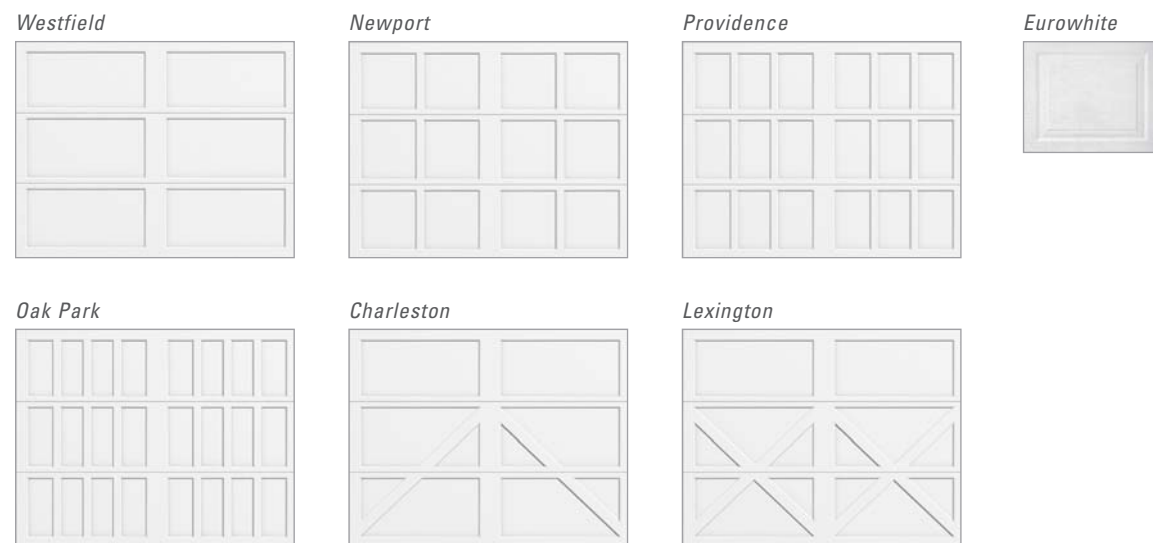 Westfield
Newport
Providence
Eurowhite
Oak Park
Charleston
Lexington